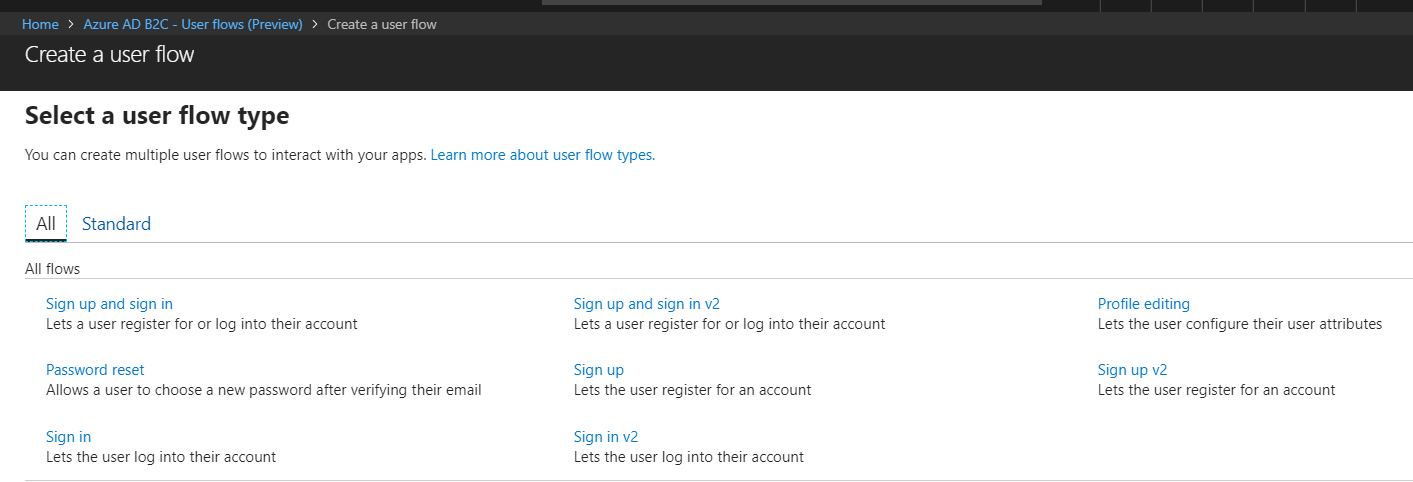 Home > Azure AD B2C - User flows (Preview) > Create a user flow
Create a user flow
Select a user flow type
You can create multiple user flows to interact with your apps. Learn more about user flow types.
All Standard
All flows
Sign up and sign in
Lets a user register for or log into their account
Sign up and sign in v2
Lets a user register for or log into their account
Profile editing
Lets the user configure their user attributes
Password reset
Allows a user to choose a new password after verifying their email
Sign up
Lets the user register for an account
Sign up v2
Lets the user register for an account
Sign in
Lets the user log into their account
Sign in v2
Lets the user log into their account